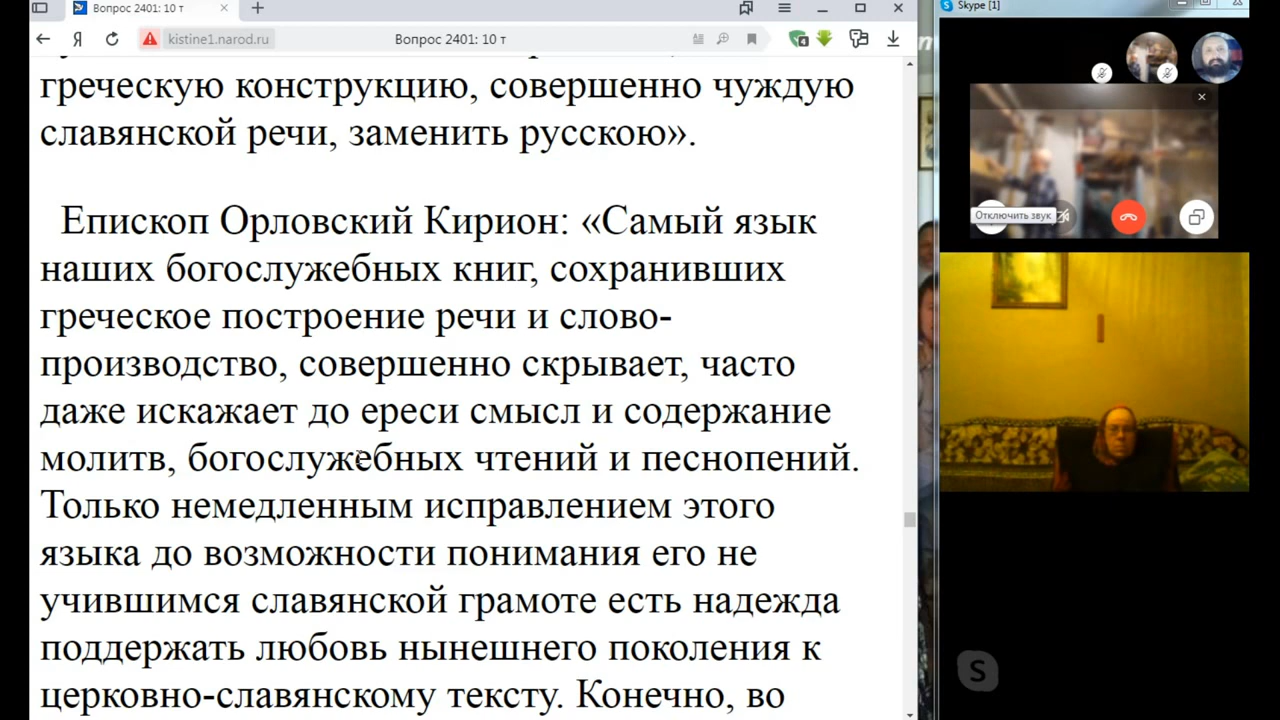 Вопрос 2401: 10 т
Я
kistine1.narod.ru
Вопрос 2401: 10 т
4
греческую конструкцию, совершенно чуждую
славянской речи, заменить русскою».
Епископ Орловский Кирион: «Самый язык
наших богослужебных книг, сохранивших
греческое построение речи и слово-
производство, совершенно скрывает, часто
даже искажает до ереси смысл и содержание
молитв, богослужебных чтений и песнопений.
Только немедленным исправлением этого
языка до возможности понимания его не
учившимся славянской грамоте есть надежда
поддержать любовь нынешнего поколения к
церковно-славянскому тексту. Конечно, во
Skype [1]
Отключить звук
S